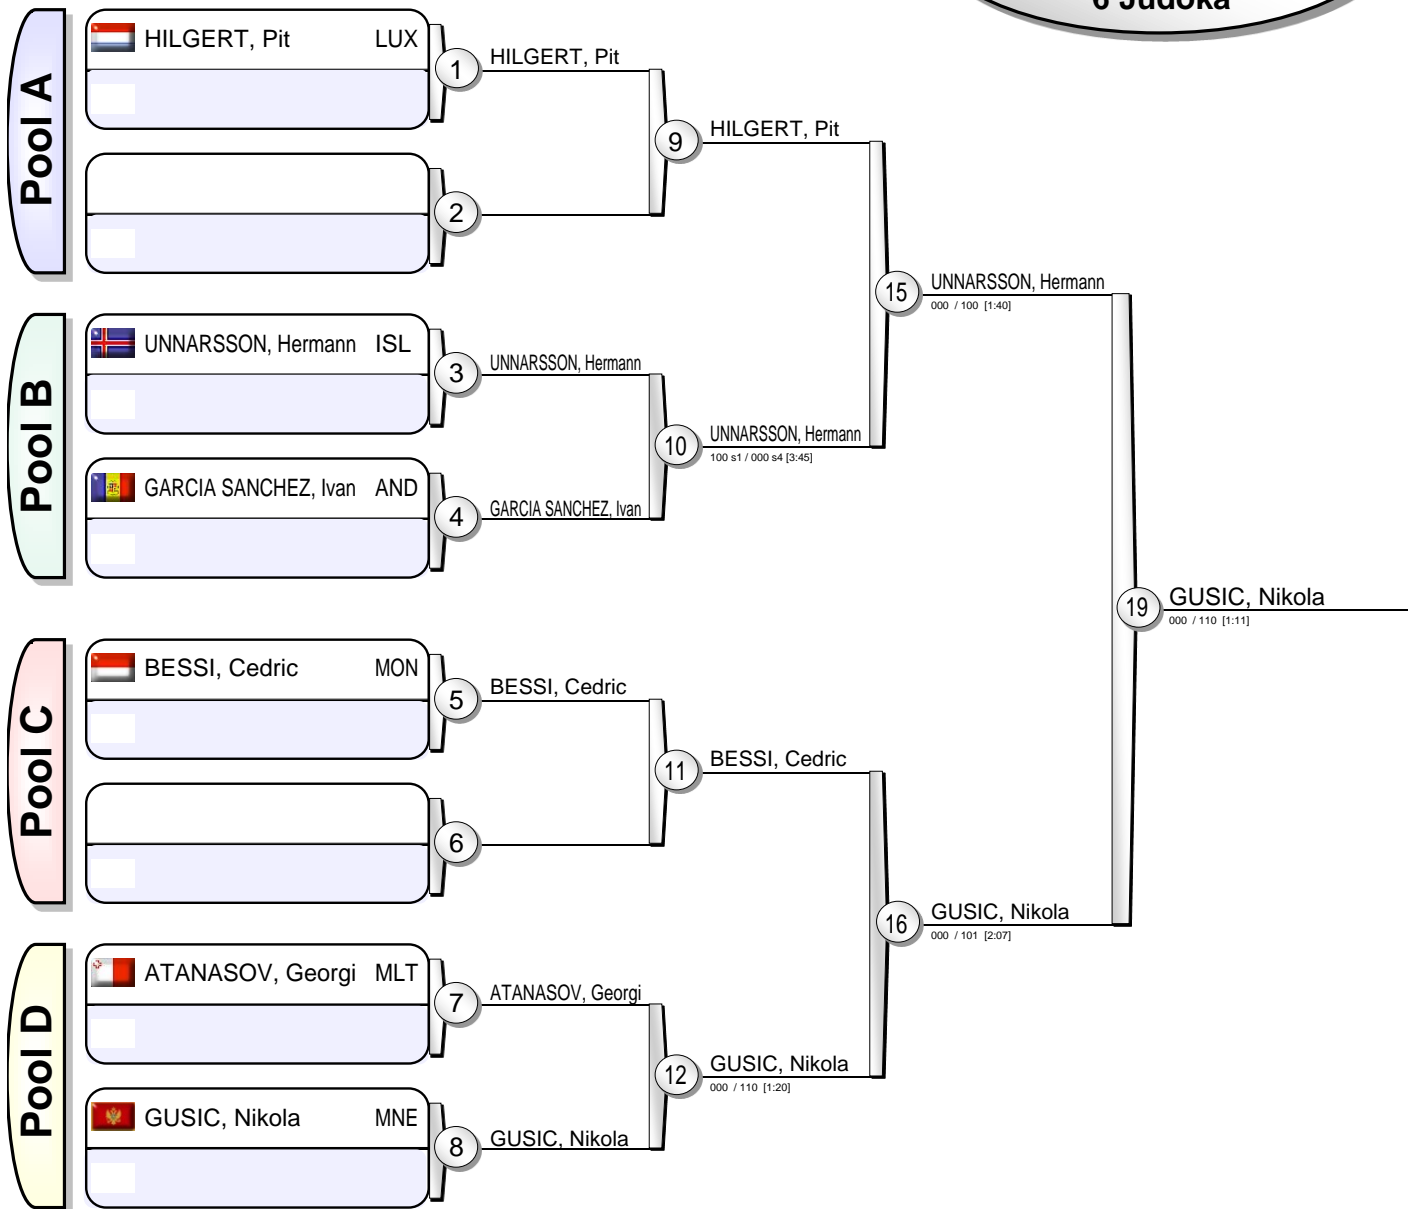 6 Judoka
Pool A
HILGERT, Pit LUX
1
HILGERT, Pit
2
9
HILGERT, Pit
Pool B
UNNARSSON, Hermann ISL
3
UNNARSSON, Hermann
GARCIA SANCHEZ, Ivan AND
4
GARCIA SANCHEZ, Ivan
10
UNNARSSON, Hermann
100 s1 / 000 s4 [3:45]
15
UNNARSSON, Hermann
000 / 100 [1:40]
Pool C
BESSI, Cedric MON
5
BESSI, Cedric
6
11
BESSI, Cedric
Pool D
ATANASOV, Georgi MLT
7
ATANASOV, Georgi
GUSIC, Nikola MNE
8
GUSIC, Nikola
12
GUSIC, Nikola
000 / 110 [1:20]
16
GUSIC, Nikola
000 / 101 [2:07]
19
GUSIC, Nikola
000 / 110 [1:11]